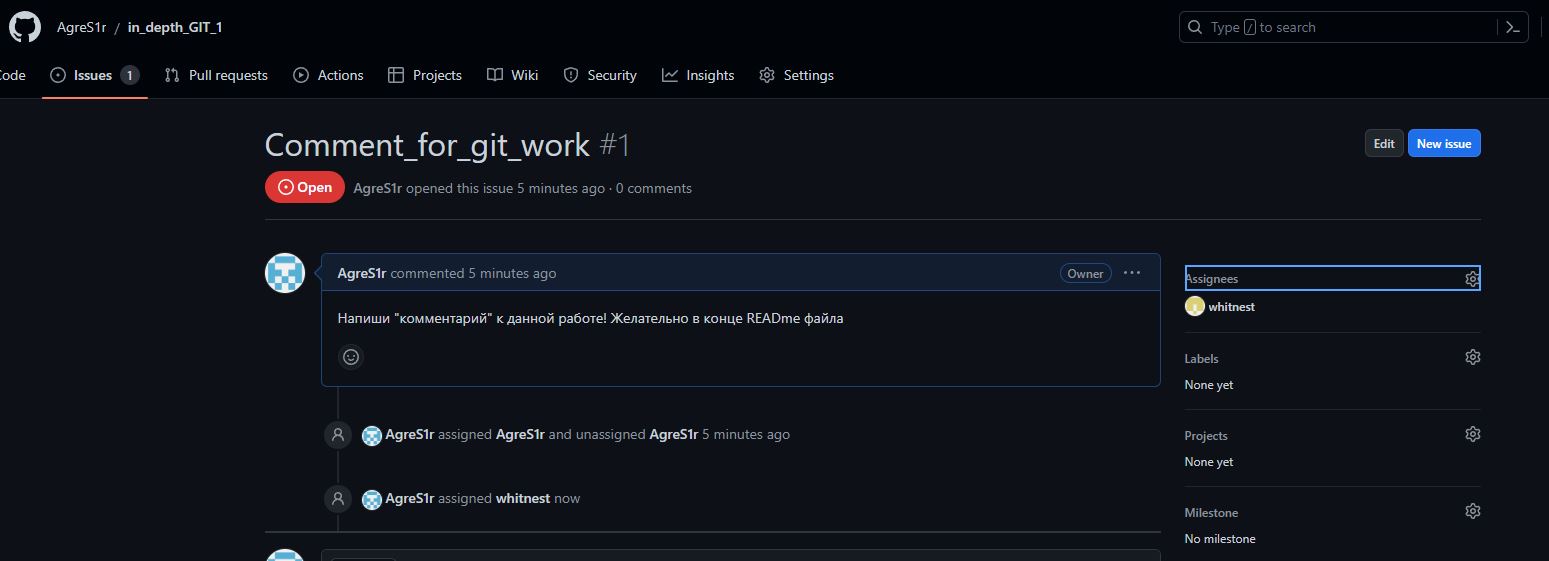 AgreS1r / in_depth_GIT_1
Type / to search
Code Issues 1 Pull requests Actions Projects Wiki Security Insights Settings
Comment_for_git_work #1
Edit New issue
Open AgreS1r opened this issue 5 minutes ago · 0 comments
AgreS1r commented 5 minutes ago
Owner
Напиши "комментарий" к данной работе! Желательно в конце READme файла
AgreS1r assigned AgreS1r and unassigned AgreS1r 5 minutes ago
AgreS1r assigned whitnest now
Assignees
whitnest
Labels
None yet
Projects
None yet
Milestone
No milestone